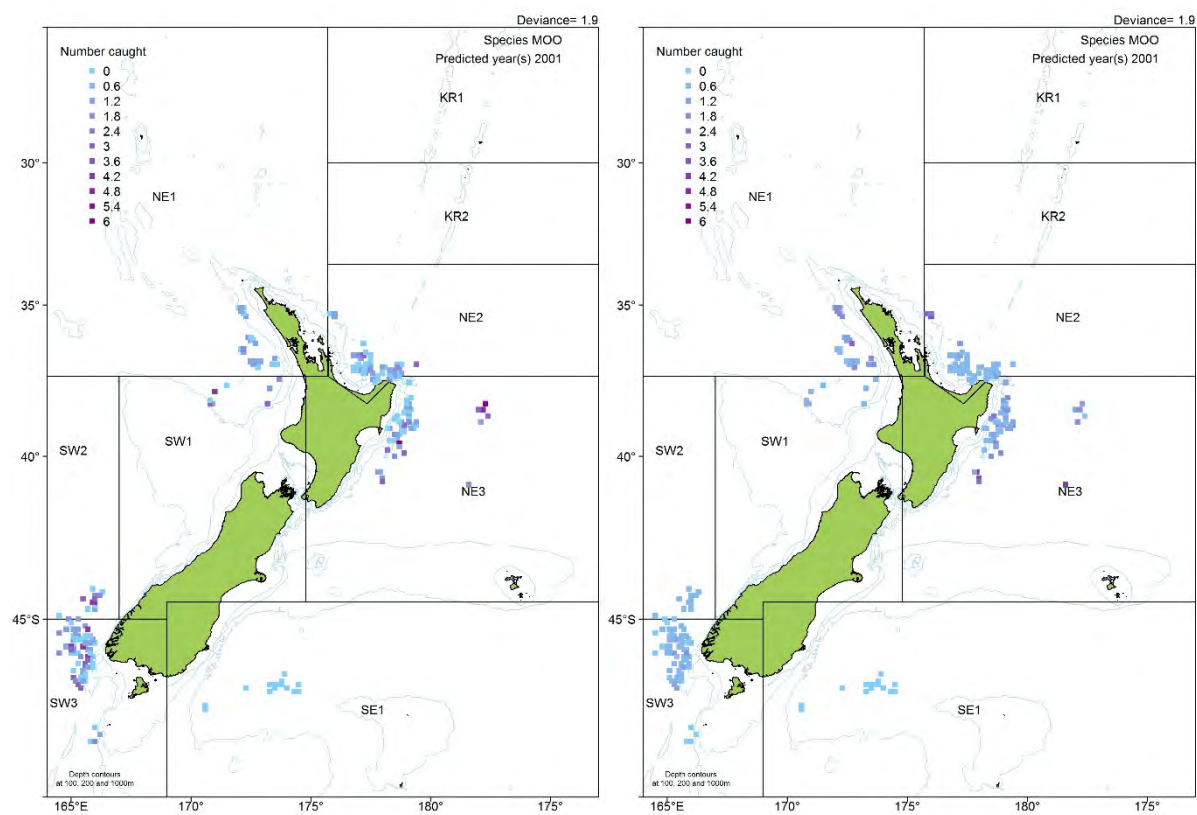 Deviance= 1.9
Species MOO
Predicted year(s) 2001
Number caught
0
0.6
1.2
1.8
2.4
3
3.6
4.2
4.8
5.4
6
KR1
30°
NE1
KR2
35°
NE2
SW2
SW1
40°
NE3
45°S
SW3
SE1
Depth contours
at 100, 200 and 1000m
165°E
170°
175°
180°
175°
Deviance= 1.9
Species MOO
Predicted year(s) 2001
Number caught
0
0.6
1.2
1.8
2.4
3
3.6
4.2
4.8
5.4
6
KR1
30°
NE1
KR2
35°
NE2
SW2
SW1
40°
NE3
45°S
SW3
SE1
Depth contours
at 100, 200 and 1000m
165°E
170°
175°
180°
175°